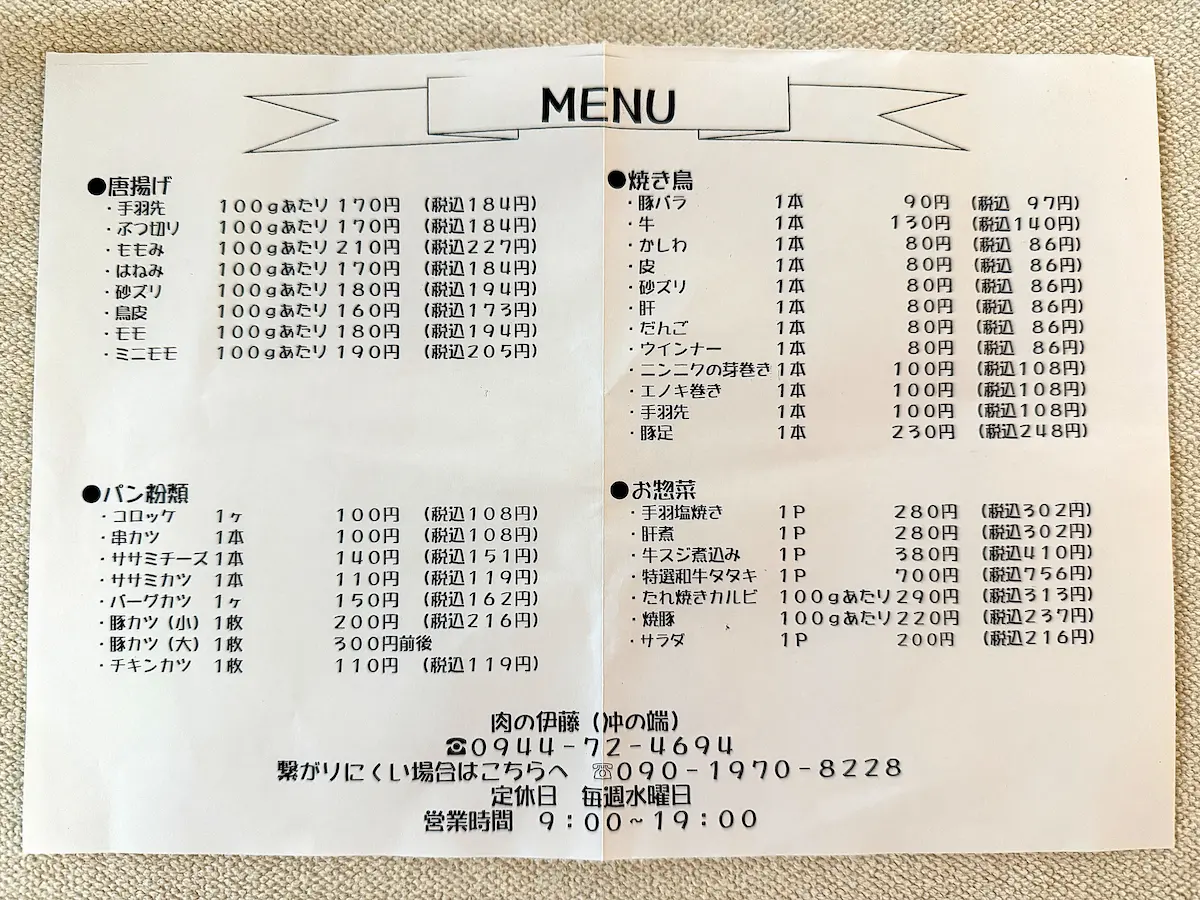 MENU
●唐揚げ
・手羽先 100gあたり 170円 (税込184円)
・ぶつ切り 100gあたり 170円 (税込184円)
・ももみ 100gあたり 210円 (税込227円)
・はねみ 100gあたり 170円 (税込184円)
・砂ズリ 100gあたり 180円 (税込194円)
・鳥皮 100gあたり 160円 (税込173円)
・モモ 100gあたり 180円 (税込194円)
・ミニモモ 100gあたり 190円 (税込205円)
●パン粉類
・コロッケ 1ヶ 100円 (税込108円)
・串カツ 1本 100円 (税込108円)
・ササミチーズ 1本 140円 (税込151円)
・ササミカツ 1本 110円 (税込119円)
・バーグカツ 1ヶ 150円 (税込162円)
・豚カツ(小) 1枚 200円 (税込216円)
・豚カツ(大) 1枚 300円前後
・チキンカツ 1枚 110円 (税込119円)
●焼き鳥
・豚バラ 1本 90円 (税込 97円)
・牛 1本 130円 (税込140円)
・かしわ 1本 80円 (税込 86円)
・皮 1本 80円 (税込 86円)
・砂ズリ 1本 80円 (税込 86円)
・肝 1本 80円 (税込 86円)
・だんご 1本 80円 (税込 86円)
・ウインナー 1本 80円 (税込 86円)
・ニンニクの芽巻き 1本 100円 (税込108円)
・エノキ巻き 1本 100円 (税込108円)
・手羽先 1本 100円 (税込108円)
・豚足 1本 230円 (税込248円)
●お惣菜
・手羽塩焼き 1P 280円 (税込302円)
・肝煮 1P 280円 (税込302円)
・牛スジ煮込み 1P 380円 (税込410円)
・特選和牛タタキ 1P 700円 (税込756円)
・たれ焼きカルビ 100gあたり290円 (税込313円)
・焼豚 100gあたり220円 (税込237円)
・サラダ 1P 200円 (税込216円)
肉の伊藤(沖の端)
☎0944-72-4694
繋がりにくい場合はこちらへ ☏090-1970-8228
定休日 毎週水曜日
営業時間 9:00~19:00